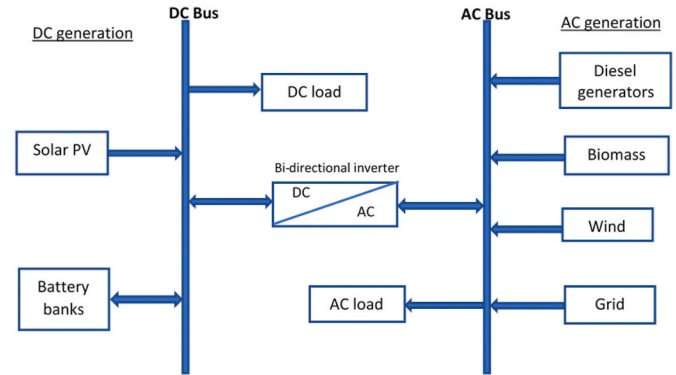 DC generation
DC Bus
AC Bus
AC generation
DC load
Diesel
generators
Solar PV
Biomass
Bi-directional inverter
DC
AC
Wind
Battery
banks
AC load
Grid